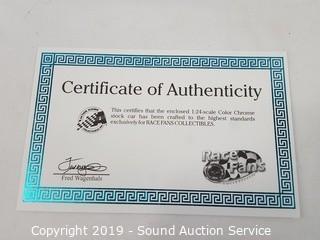 Certificate of Authenticity
This certifies that the enclosed 1:24-scale Color Chrome
stock car has been crafted to the highest standards
exclusively for RACE FANS COLLECTIBLES.
Fred Wagenhals
Race Fans
Copyright 2019 - Sound Auction Service